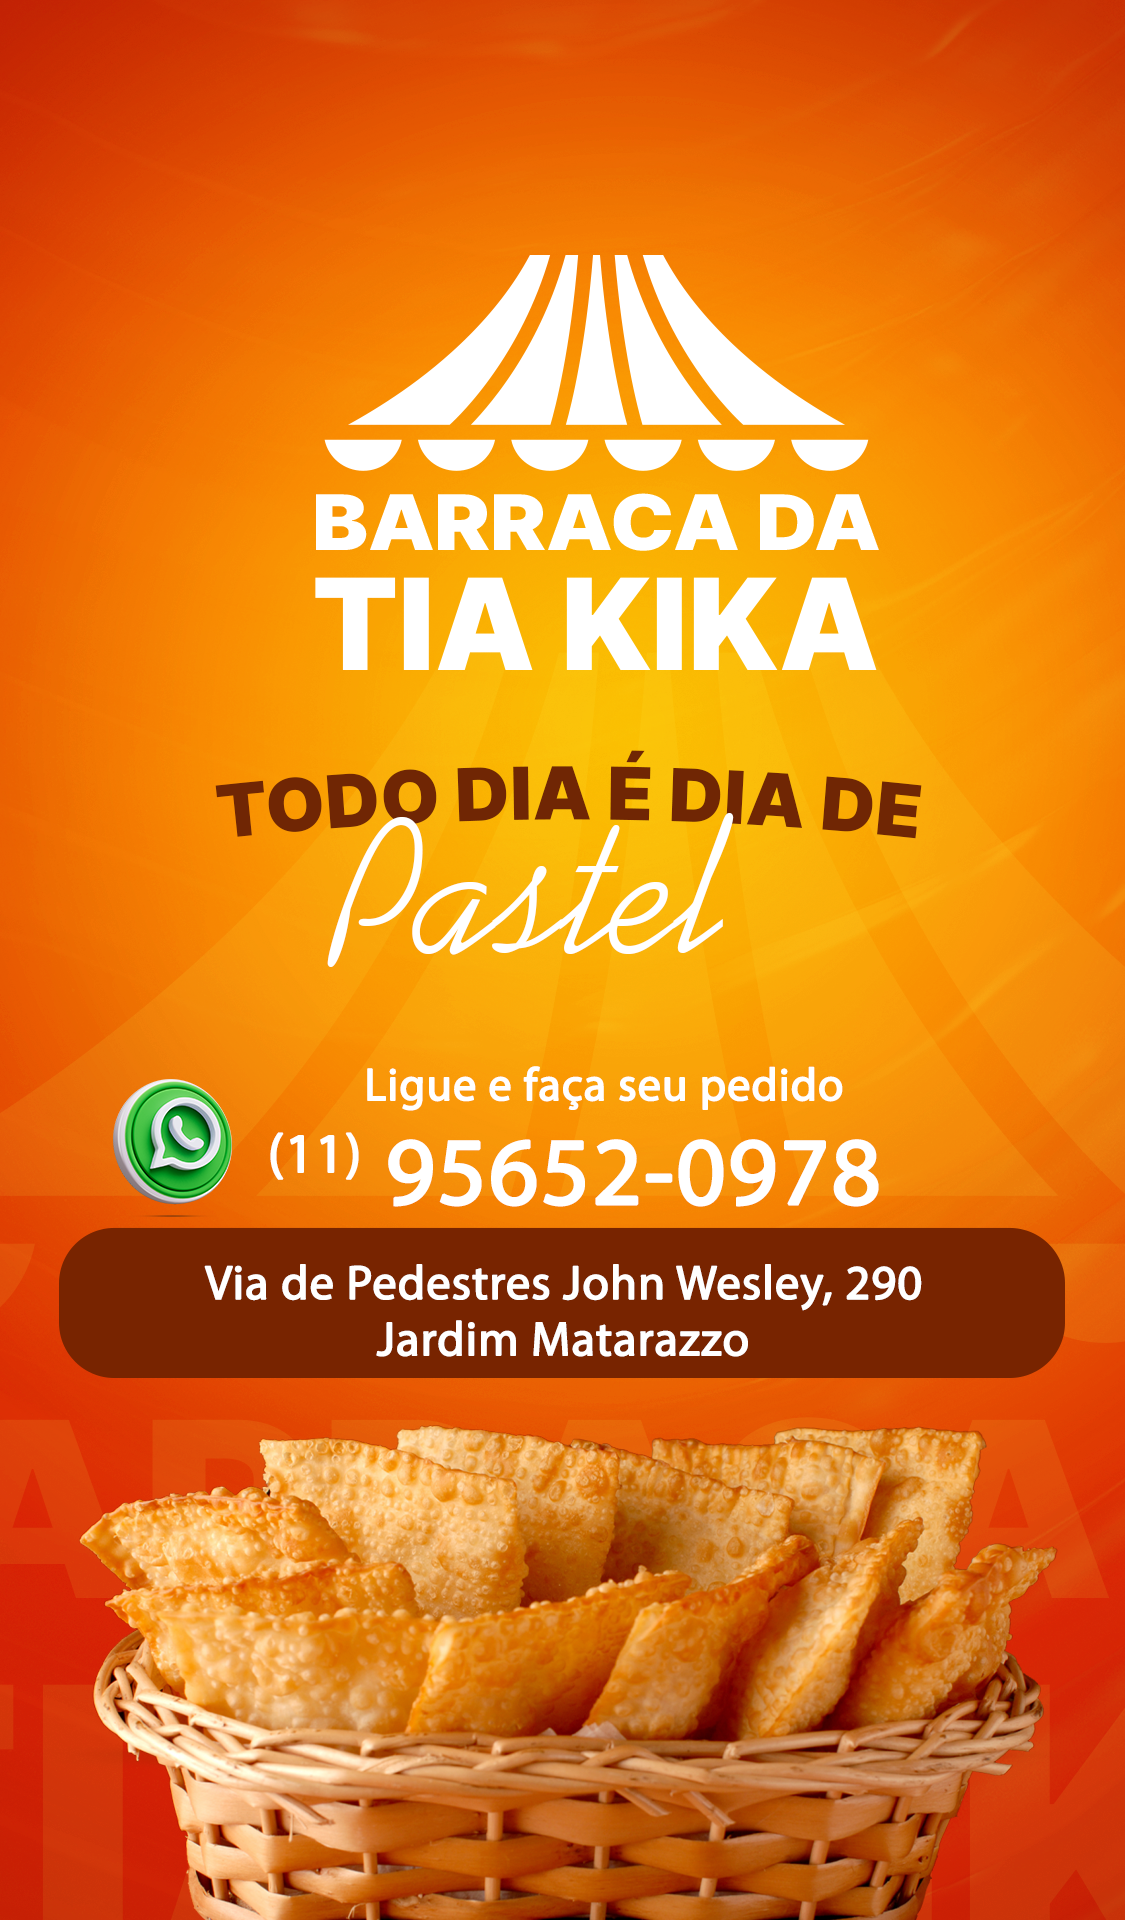 BARRACA DA
TIA KIKA
TODO DIA É DIA DE
Pastel
Ligue e faça seu pedido
(11) 95652-0978
Via de Pedestres John Wesley, 290
Jardim Matarazzo